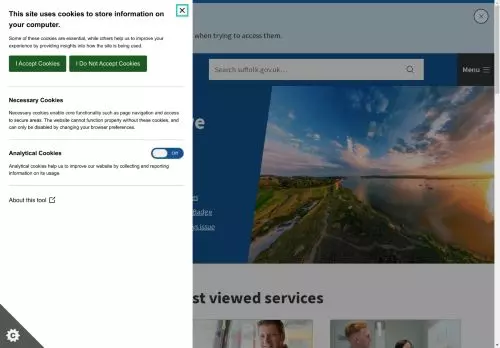 This site uses cookies to store information on
your computer.
Some of these cookies are essential, while others help us to improve your
experience by providing insights into how the site is being used.
I Accept Cookies
I Do Not Accept Cookies
Necessary Cookies
Necessary cookies enable core functionality such as page navigation and access
to secure areas. The website cannot function properly without these cookies, and
can only be disabled by changing your browser preferences.
Analytical Cookies
Off
Analytical cookies help us to improve our website by collecting and reporting
information on its usage.
About this tool
when trying to access them.
Search suffolk.gov.uk…
Menu
Badge
issue
st viewed services